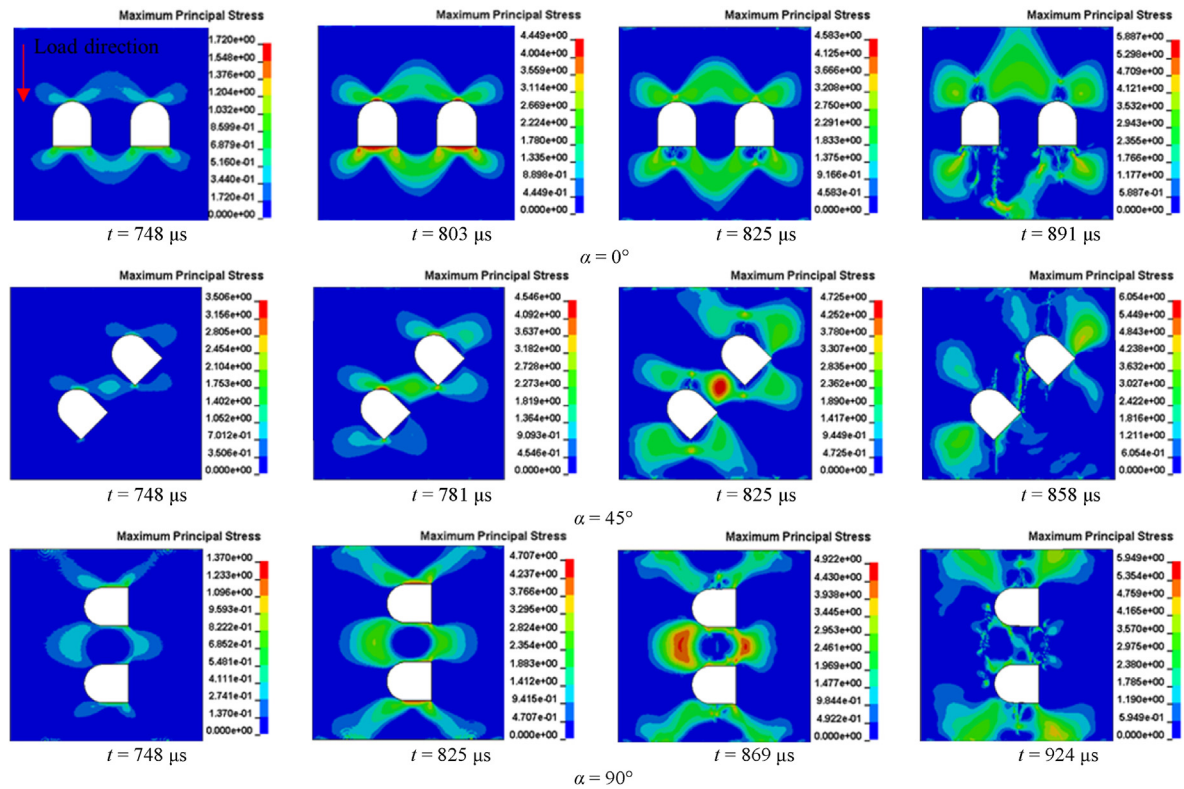 Maximum Principal Stress
Load direction
1.720e+00
1.548e+00
1.376e+00
1.204e+00
1.032e+00
8.599e-01
6.879e-01
5.160e-01
3.440e-01
1.720e-01
0.000e+00
t = 748 μs
Maximum Principal Stress
4.449e+00
4.004e+00
3.559e+00
3.114e+00
2.669e+00
2.224e+00
1.780e+00
1.335e+00
8.898e-01
4.449e-01
0.000e+00
t = 803 μs
Maximum Principal Stress
4.583e+00
4.125e+00
3.666e+00
3.208e+00
2.750e+00
2.291e+00
1.833e+00
1.375e+00
9.166e-01
4.583e-01
0.000e+00
t = 825 μs
Maximum Principal Stress
5.887e+00
5.298e+00
4.709e+00
4.121e+00
3.532e+00
2.943e+00
2.355e+00
1.766e+00
1.177e+00
5.887e-01
0.000e+00
t = 891 μs
α = 0°
Maximum Principal Stress
3.506e+00
3.156e+00
2.805e+00
2.454e+00
2.104e+00
1.753e+00
1.402e+00
1.052e+00
7.012e-01
3.506e-01
0.000e+00
t = 748 μs
Maximum Principal Stress
4.546e+00
4.092e+00
3.637e+00
3.182e+00
2.728e+00
2.273e+00
1.819e+00
1.364e+00
9.093e-01
4.546e-01
0.000e+00
t = 781 μs
Maximum Principal Stress
4.725e+00
4.252e+00
3.780e+00
3.307e+00
2.835e+00
2.362e+00
1.890e+00
1.417e+00
9.449e-01
4.725e-01
0.000e+00
t = 825 μs
Maximum Principal Stress
6.054e+00
5.449e+00
4.843e+00
4.238e+00
3.632e+00
3.027e+00
2.422e+00
1.816e+00
1.211e+00
6.054e-01
0.000e+00
t = 858 μs
α = 45°
Maximum Principal Stress
1.370e+00
1.233e+00
1.096e+00
9.593e-01
8.222e-01
6.852e-01
5.481e-01
4.111e-01
2.741e-01
1.370e-01
0.000e+00
t = 748 μs
Maximum Principal Stress
4.707e+00
4.237e+00
3.766e+00
3.295e+00
2.824e+00
2.354e+00
1.883e+00
1.412e+00
9.415e-01
4.707e-01
0.000e+00
t = 825 μs
Maximum Principal Stress
4.922e+00
4.430e+00
3.938e+00
3.445e+00
2.953e+00
2.461e+00
1.969e+00
1.477e+00
9.844e-01
4.922e-01
0.000e+00
t = 869 μs
Maximum Principal Stress
5.949e+00
5.354e+00
4.759e+00
4.165e+00
3.570e+00
2.975e+00
2.380e+00
1.785e+00
1.190e+00
5.949e-01
0.000e+00
t = 924 μs
α = 90°